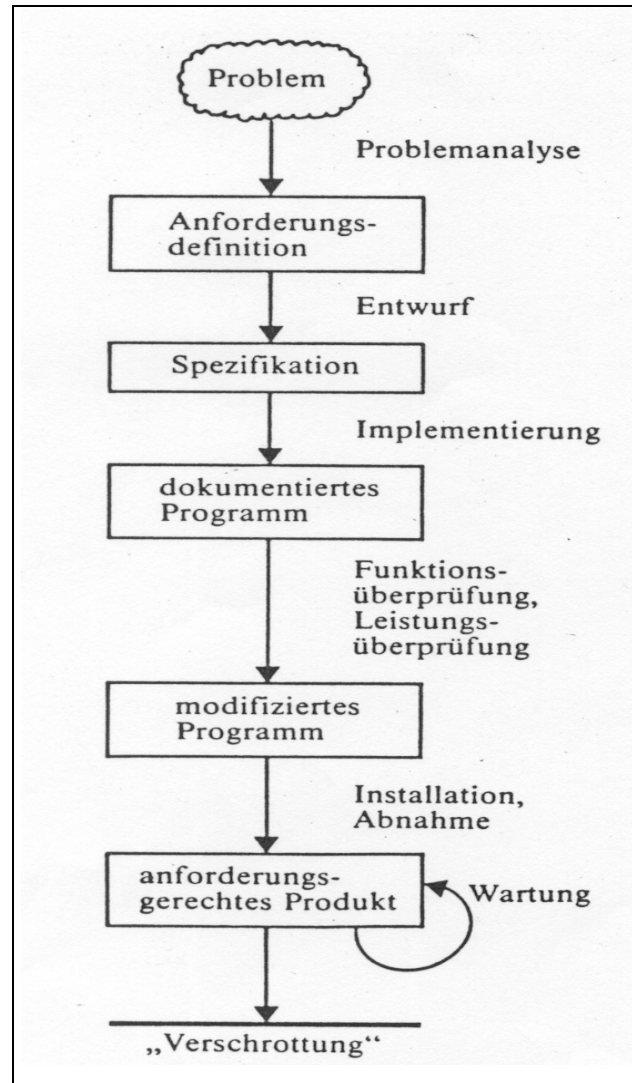 Problem
Problemanalyse
Anforderungs-
definition
Entwurf
Spezifikation
Implementierung
dokumentiertes
Programm
Funktions-
überprüfung,
Leistungs-
überprüfung
modifiziertes
Programm
Installation,
Abnahme
anforderungs-
gerechtes Produkt
Wartung
„Verschrottung“